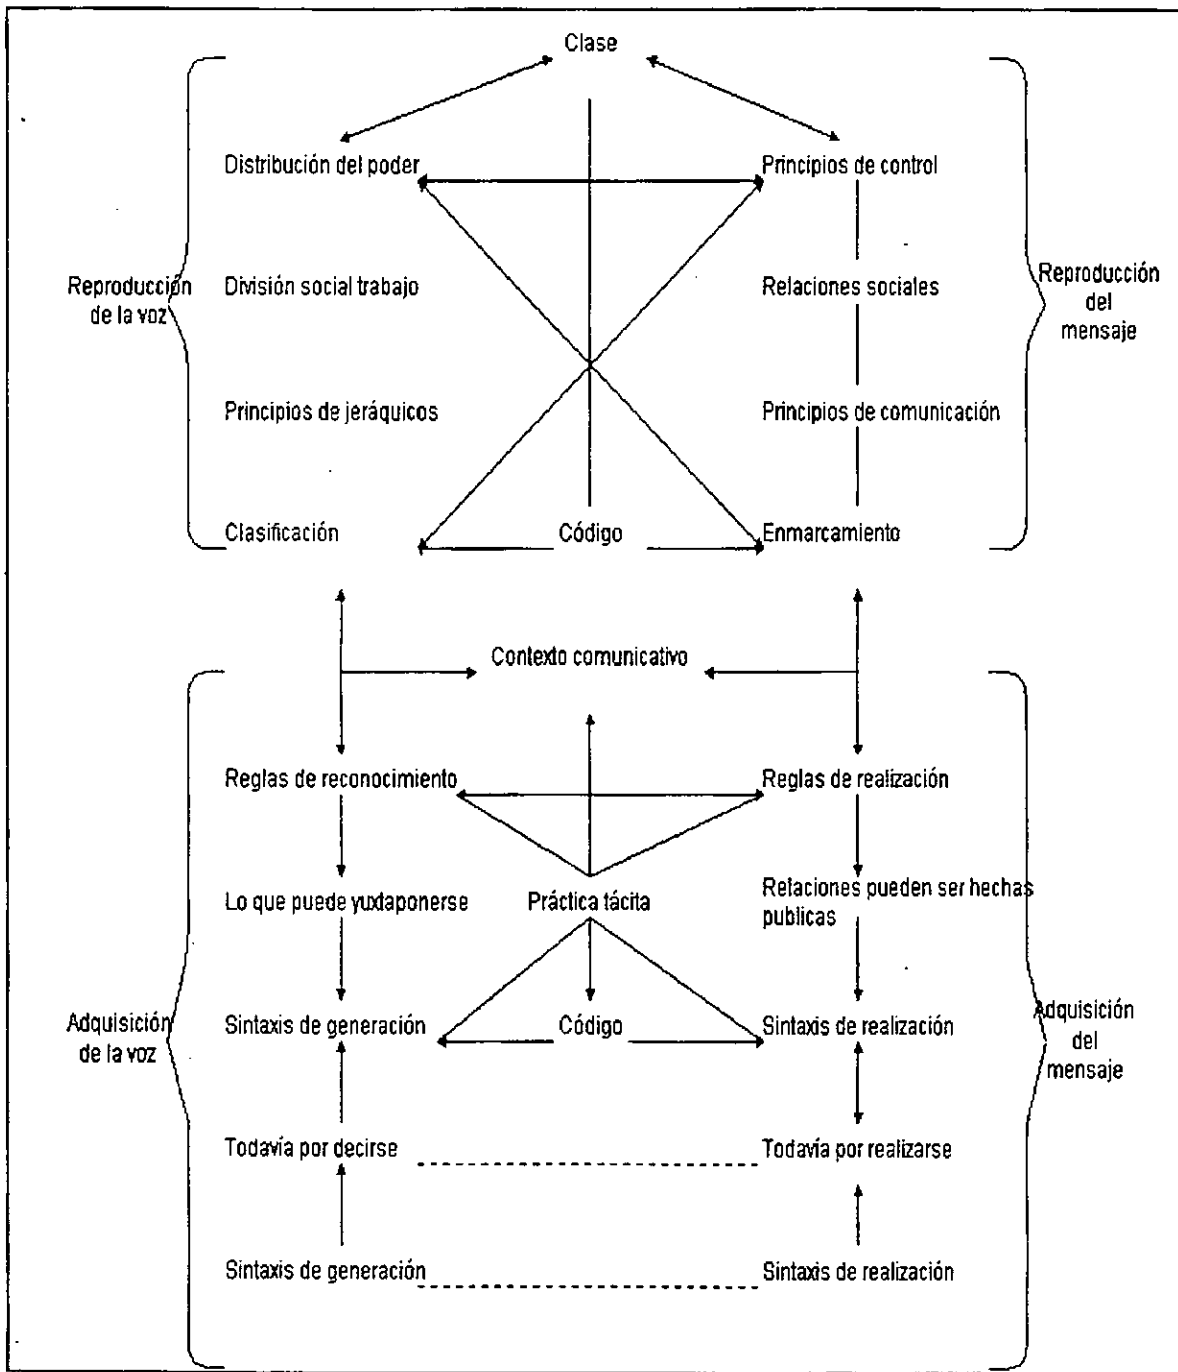 Clase
Distribución del poder
Principios de control
Reproducción
de la voz
División social trabajo
Relaciones sociales
Reproducción
del
mensaje
Principios de jeráquicos
Principios de comunicación
Clasificación
Código
Enmarcamiento
Contexto comunicativo
Reglas de reconocimiento
Reglas de realización
Lo que puede yuxtaponerse
Práctica tácita
Relaciones pueden ser hechas
publicas
Adquisición
de la voz
Sintaxis de generación
Código
Sintaxis de realización
Adquisición
del
mensaje
Todavía por decirse
Todavía por realizarse
Sintaxis de generación
Sintaxis de realización